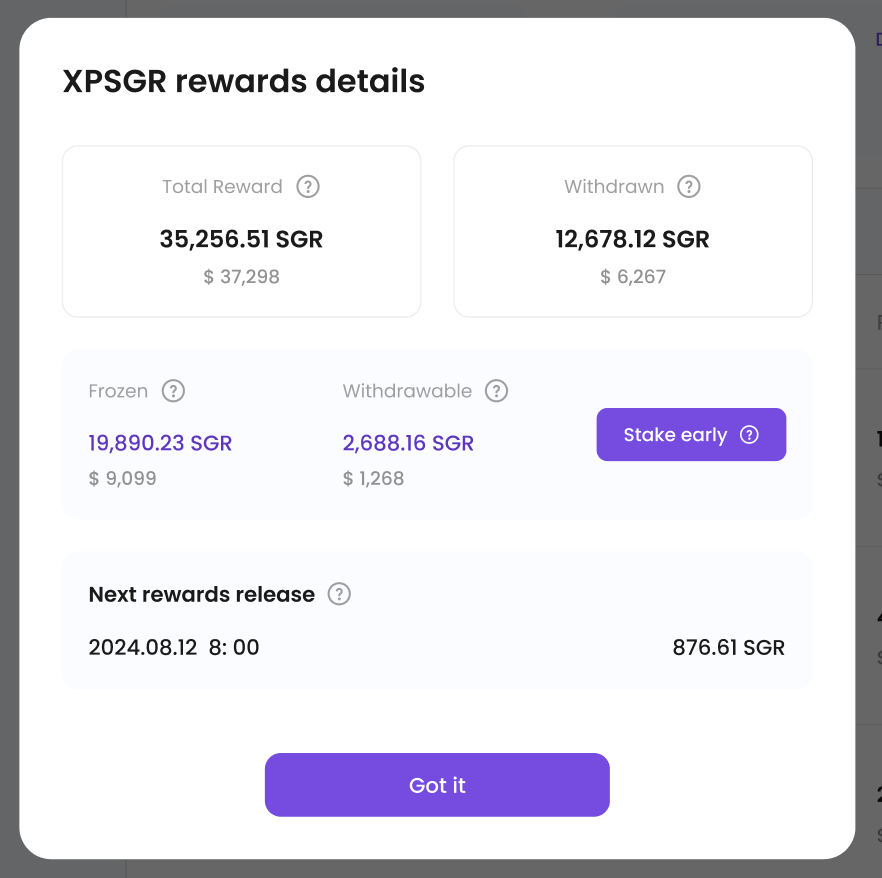 XPSGR rewards details
Total Reward ?
Withdrawn ?
35,256.51 SGR
12,678.12 SGR
$ 37,298
$ 6,267
Frozen ?
Withdrawable ?
19,890.23 SGR
2,688.16 SGR
Stake early ?
$ 9,099
$ 1,268
Next rewards release ?
2024.08.12 8: 00
876.61 SGR
Got it